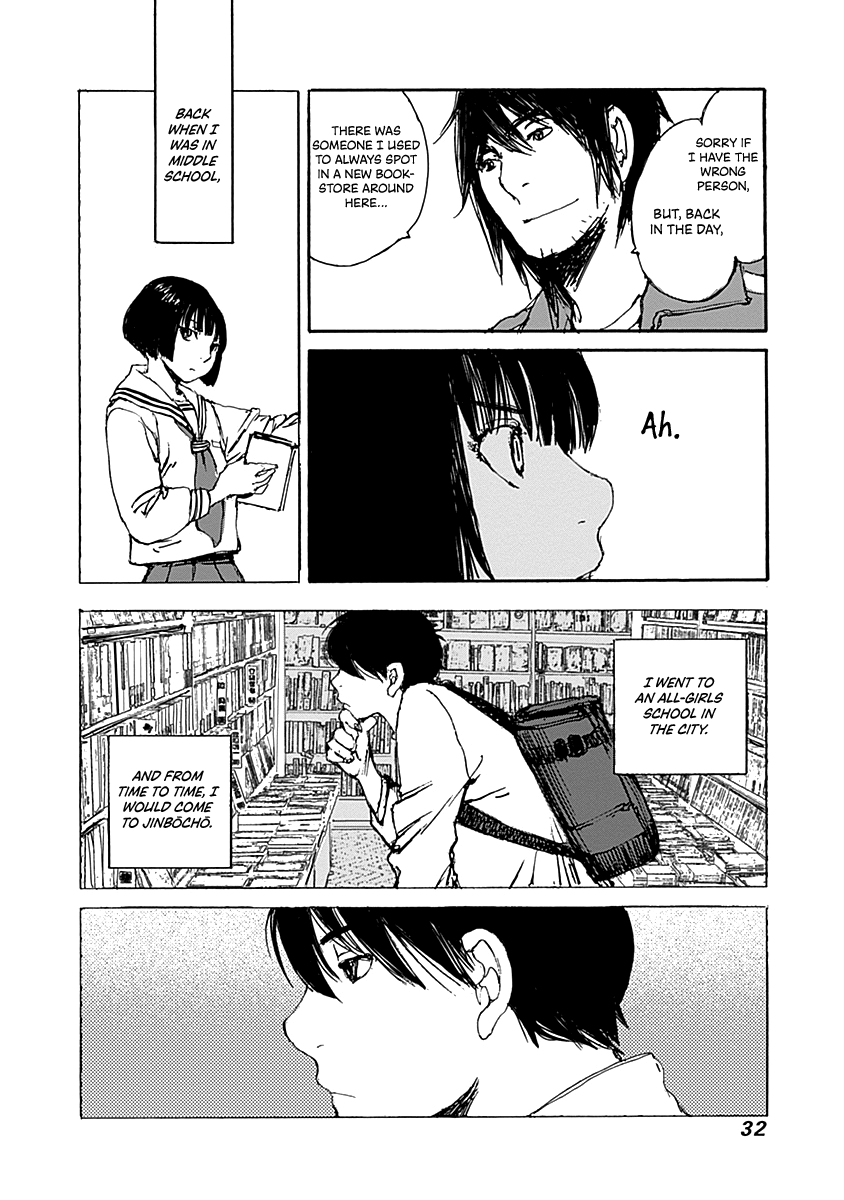 SORRY IF
I HAVE THE
WRONG
PERSON,
BUT, BACK
IN THE DAY,
THERE WAS
SOMEONE I USED
TO ALWAYS SPOT
IN A NEW BOOK-
STORE AROUND
HERE...
Ah.
BACK
WHEN I
WAS IN
MIDDLE
SCHOOL,
I WENT TO
AN ALL-GIRLS
SCHOOL IN
THE CITY.
AND FROM
TIME TO TIME, I
WOULD COME
TO JINBŌCHŌ.
32